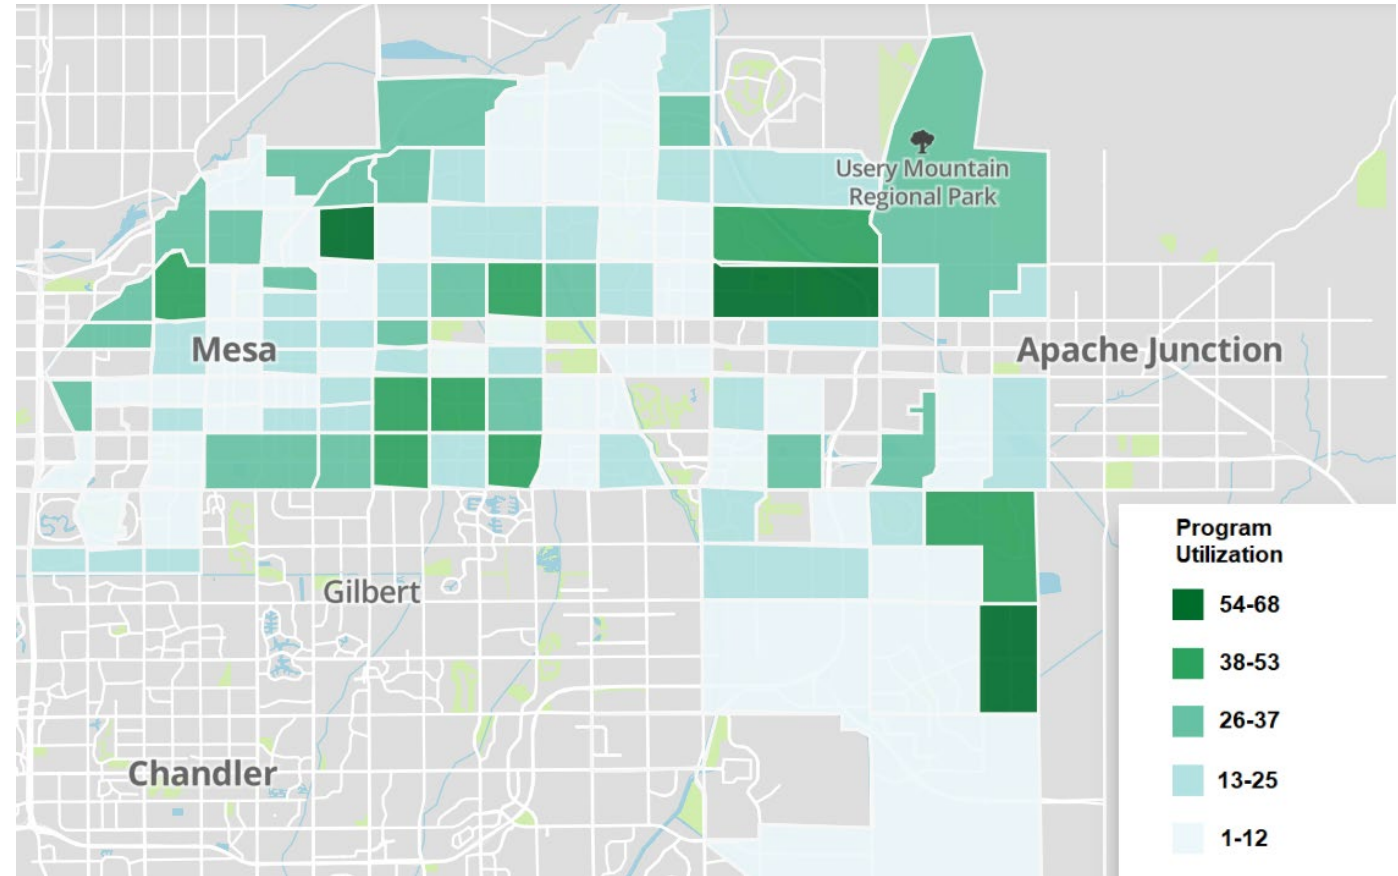 Usery Mountain
Regional Park
Mesa
Apache Junction
Gilbert
Chandler
Program
Utilization
54-68
38-53
26-37
13-25
1-12